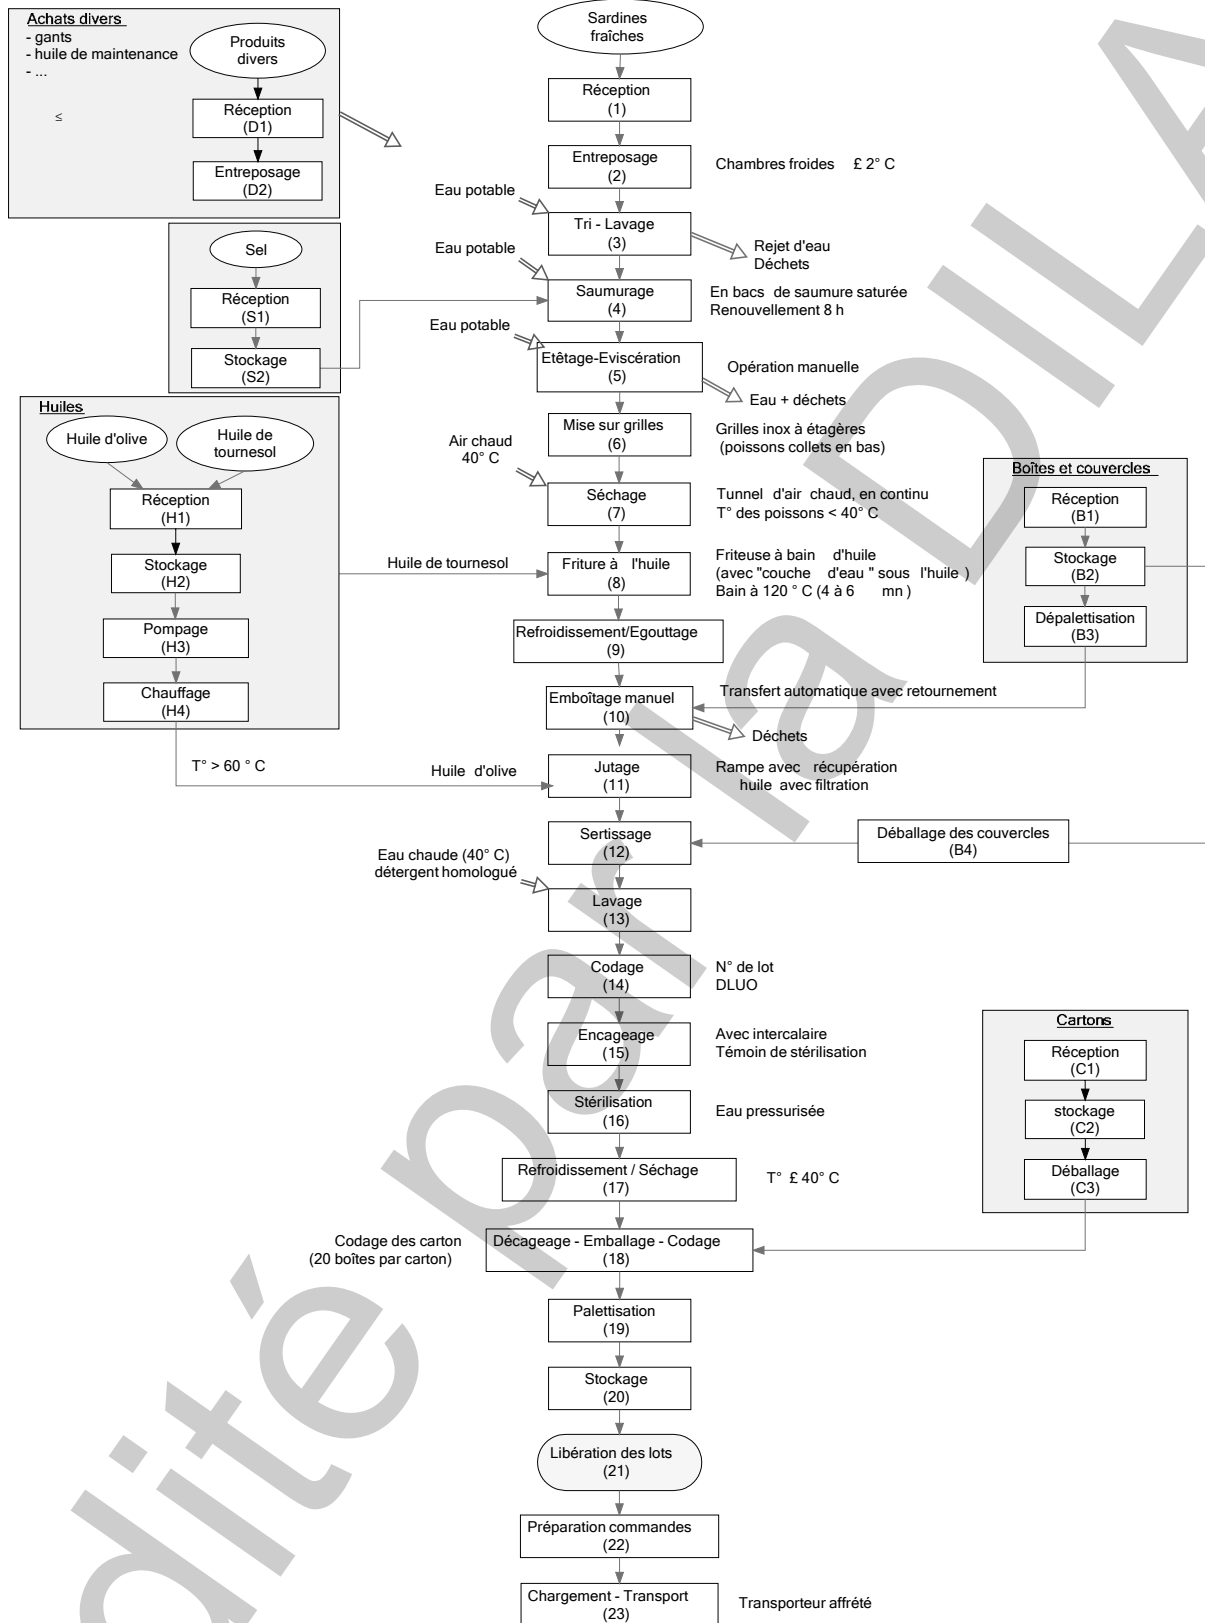 Achats divers
- gants
- huile de maintenance
- ...
≤
Produits
divers
Réception
(D1)
Entreposage
(D2)
Sardines
fraîches
Réception
(1)
Entreposage
(2)
Chambres froides £ 2° C
Eau potable
Tri - Lavage
(3)
Rejet d'eau
Déchets
Sel
Réception
(S1)
Stockage
(S2)
Eau potable
Saumurage
(4)
En bacs de saumure saturée
Renouvellement 8 h
Eau potable
Etêtage-Eviscération
(5)
Opération manuelle
Eau + déchets
Huiles
Huile d'olive
Huile de
tournesol
Réception
(H1)
Stockage
(H2)
Pompage
(H3)
Chauffage
(H4)
Mise sur grilles
(6)
Grilles inox à étagères
(poissons collets en bas)
Air chaud
40° C
Séchage
(7)
Tunnel d'air chaud, en continu
T° des poissons < 40° C
Huile de tournesol
Friture à l'huile
(8)
Friteuse à bain d'huile
(avec "couche d'eau " sous l'huile )
Bain à 120 ° C (4 à 6 mn )
Boîtes et couvercles
Réception
(B1)
Stockage
(B2)
Dépalettisation
(B3)
Refroidissement/Egouttage
(9)
Emboîtage manuel
(10)
Transfert automatique avec retournement
Déchets
T° > 60 ° C
Huile d'olive
Jutage
(11)
Rampe avec récupération
huile avec filtration
Sertissage
(12)
Déballage des couvercles
(B4)
Eau chaude (40° C)
détergent homologué
Lavage
(13)
Codage
(14)
N° de lot
DLUO
Encageage
(15)
Avec intercalaire
Témoin de stérilisation
Cartons
Réception
(C1)
stockage
(C2)
Déballage
(C3)
Stérilisation
(16)
Eau pressurisée
Refroidissement / Séchage
(17)
T° £ 40° C
Codage des carton
(20 boîtes par carton)
Décageage - Emballage - Codage
(18)
Palettisation
(19)
Stockage
(20)
Libération des lots
(21)
Préparation commandes
(22)
Chargement - Transport
(23)
Transporteur affrété
dité par la DILA